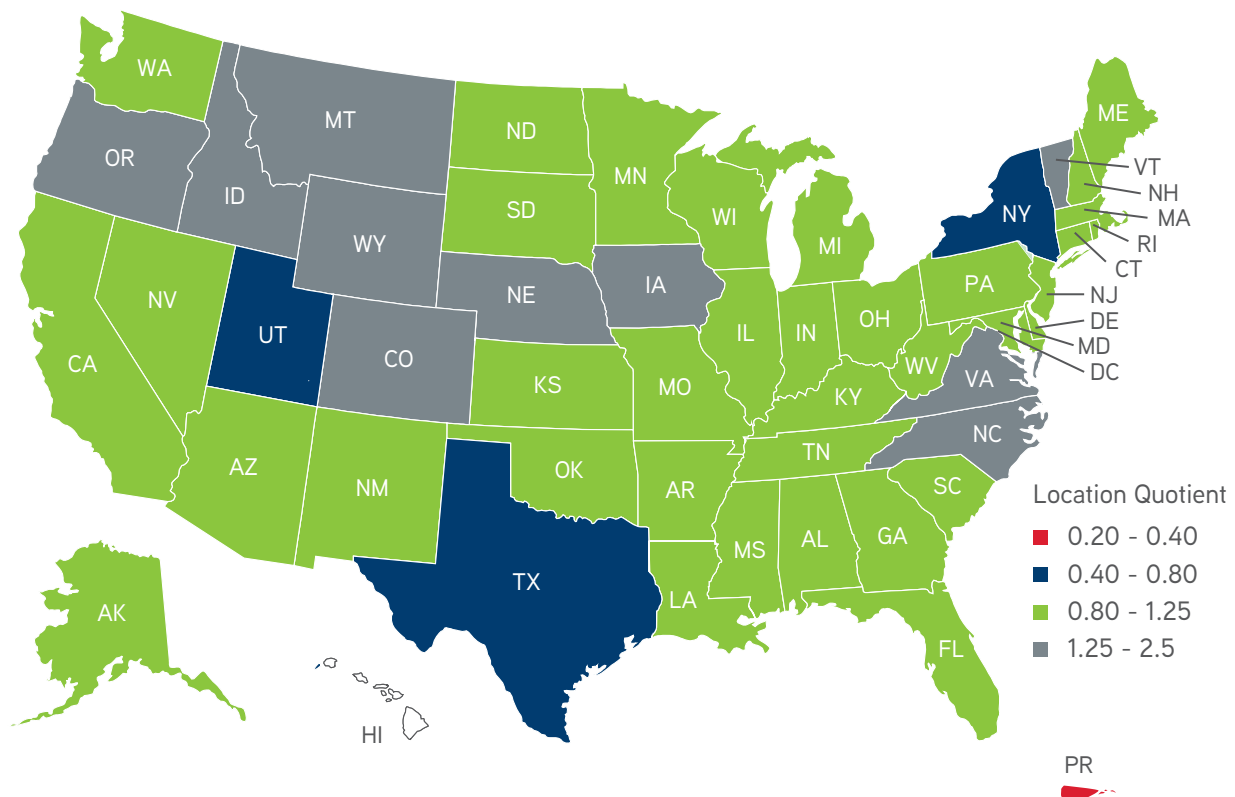 WA
MT
ND
ME
OR
ID
MN
VT
SD
WI
NH
WY
NY
MA
MI
RI
CT
NE
IA
PA
NV
NJ
UT
OH
DE
IL
IN
MD
CO
CA
WV
DC
VA
KS
MO
KY
NC
TN
AZ
OK
NM
AR
SC
Location Quotient
0.20 - 0.40
GA
AL
MS
0.40 - 0.80
TX
LA
0.80 - 1.25
AK
FL
1.25 - 2.5
HI
PR